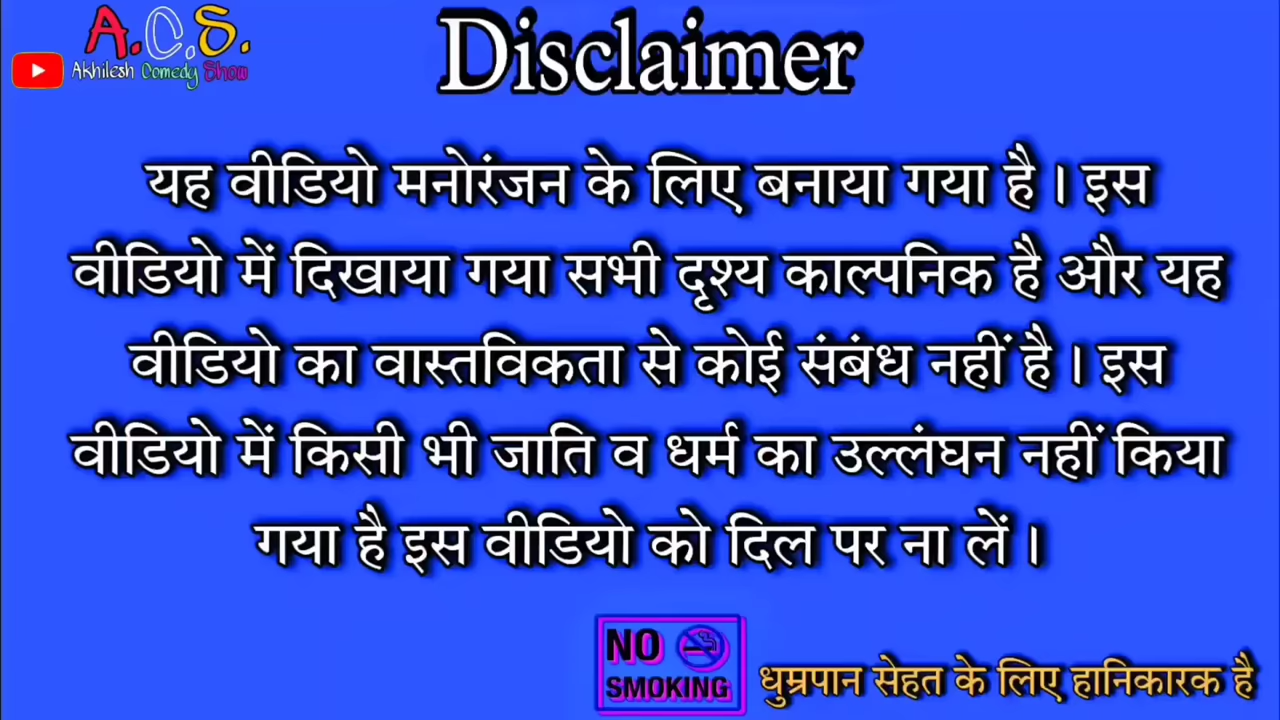 A.C.S.
Akhilesh Comedy Show
Disclaimer
यह वीडियो मनोरंजन के लिए बनाया गया है। इस
वीडियो में दिखाया गया सभी दृश्य काल्पनिक है और यह
वीडियो का वास्तविकता से कोई संबंध नहीं है। इस
वीडियो में किसी भी जाति व धर्म का उल्लंघन नहीं किया
गया है इस वीडियो को दिल पर ना लें।
NO
SMOKING
धुम्रपान सेहत के लिए हानिकारक है